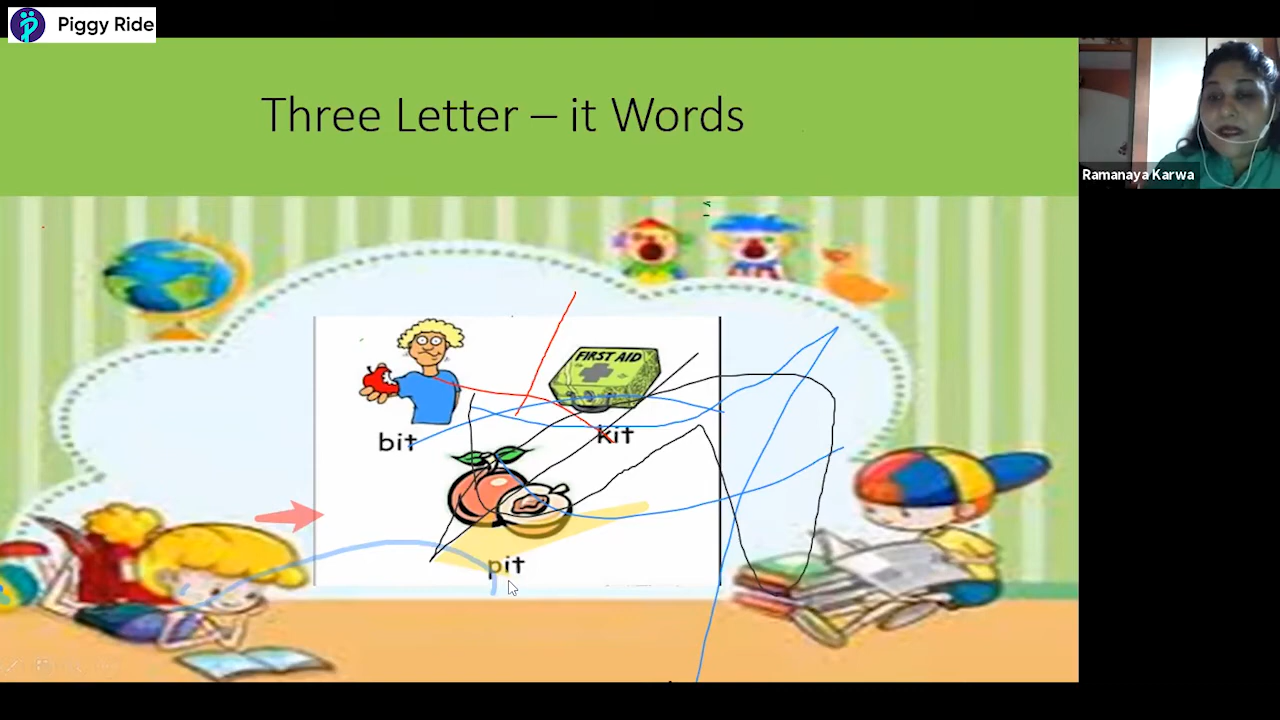 Piggy Ride
Three Letter – it Words
Ramanaya Karwa
FIRST AID
bit
kit
pit